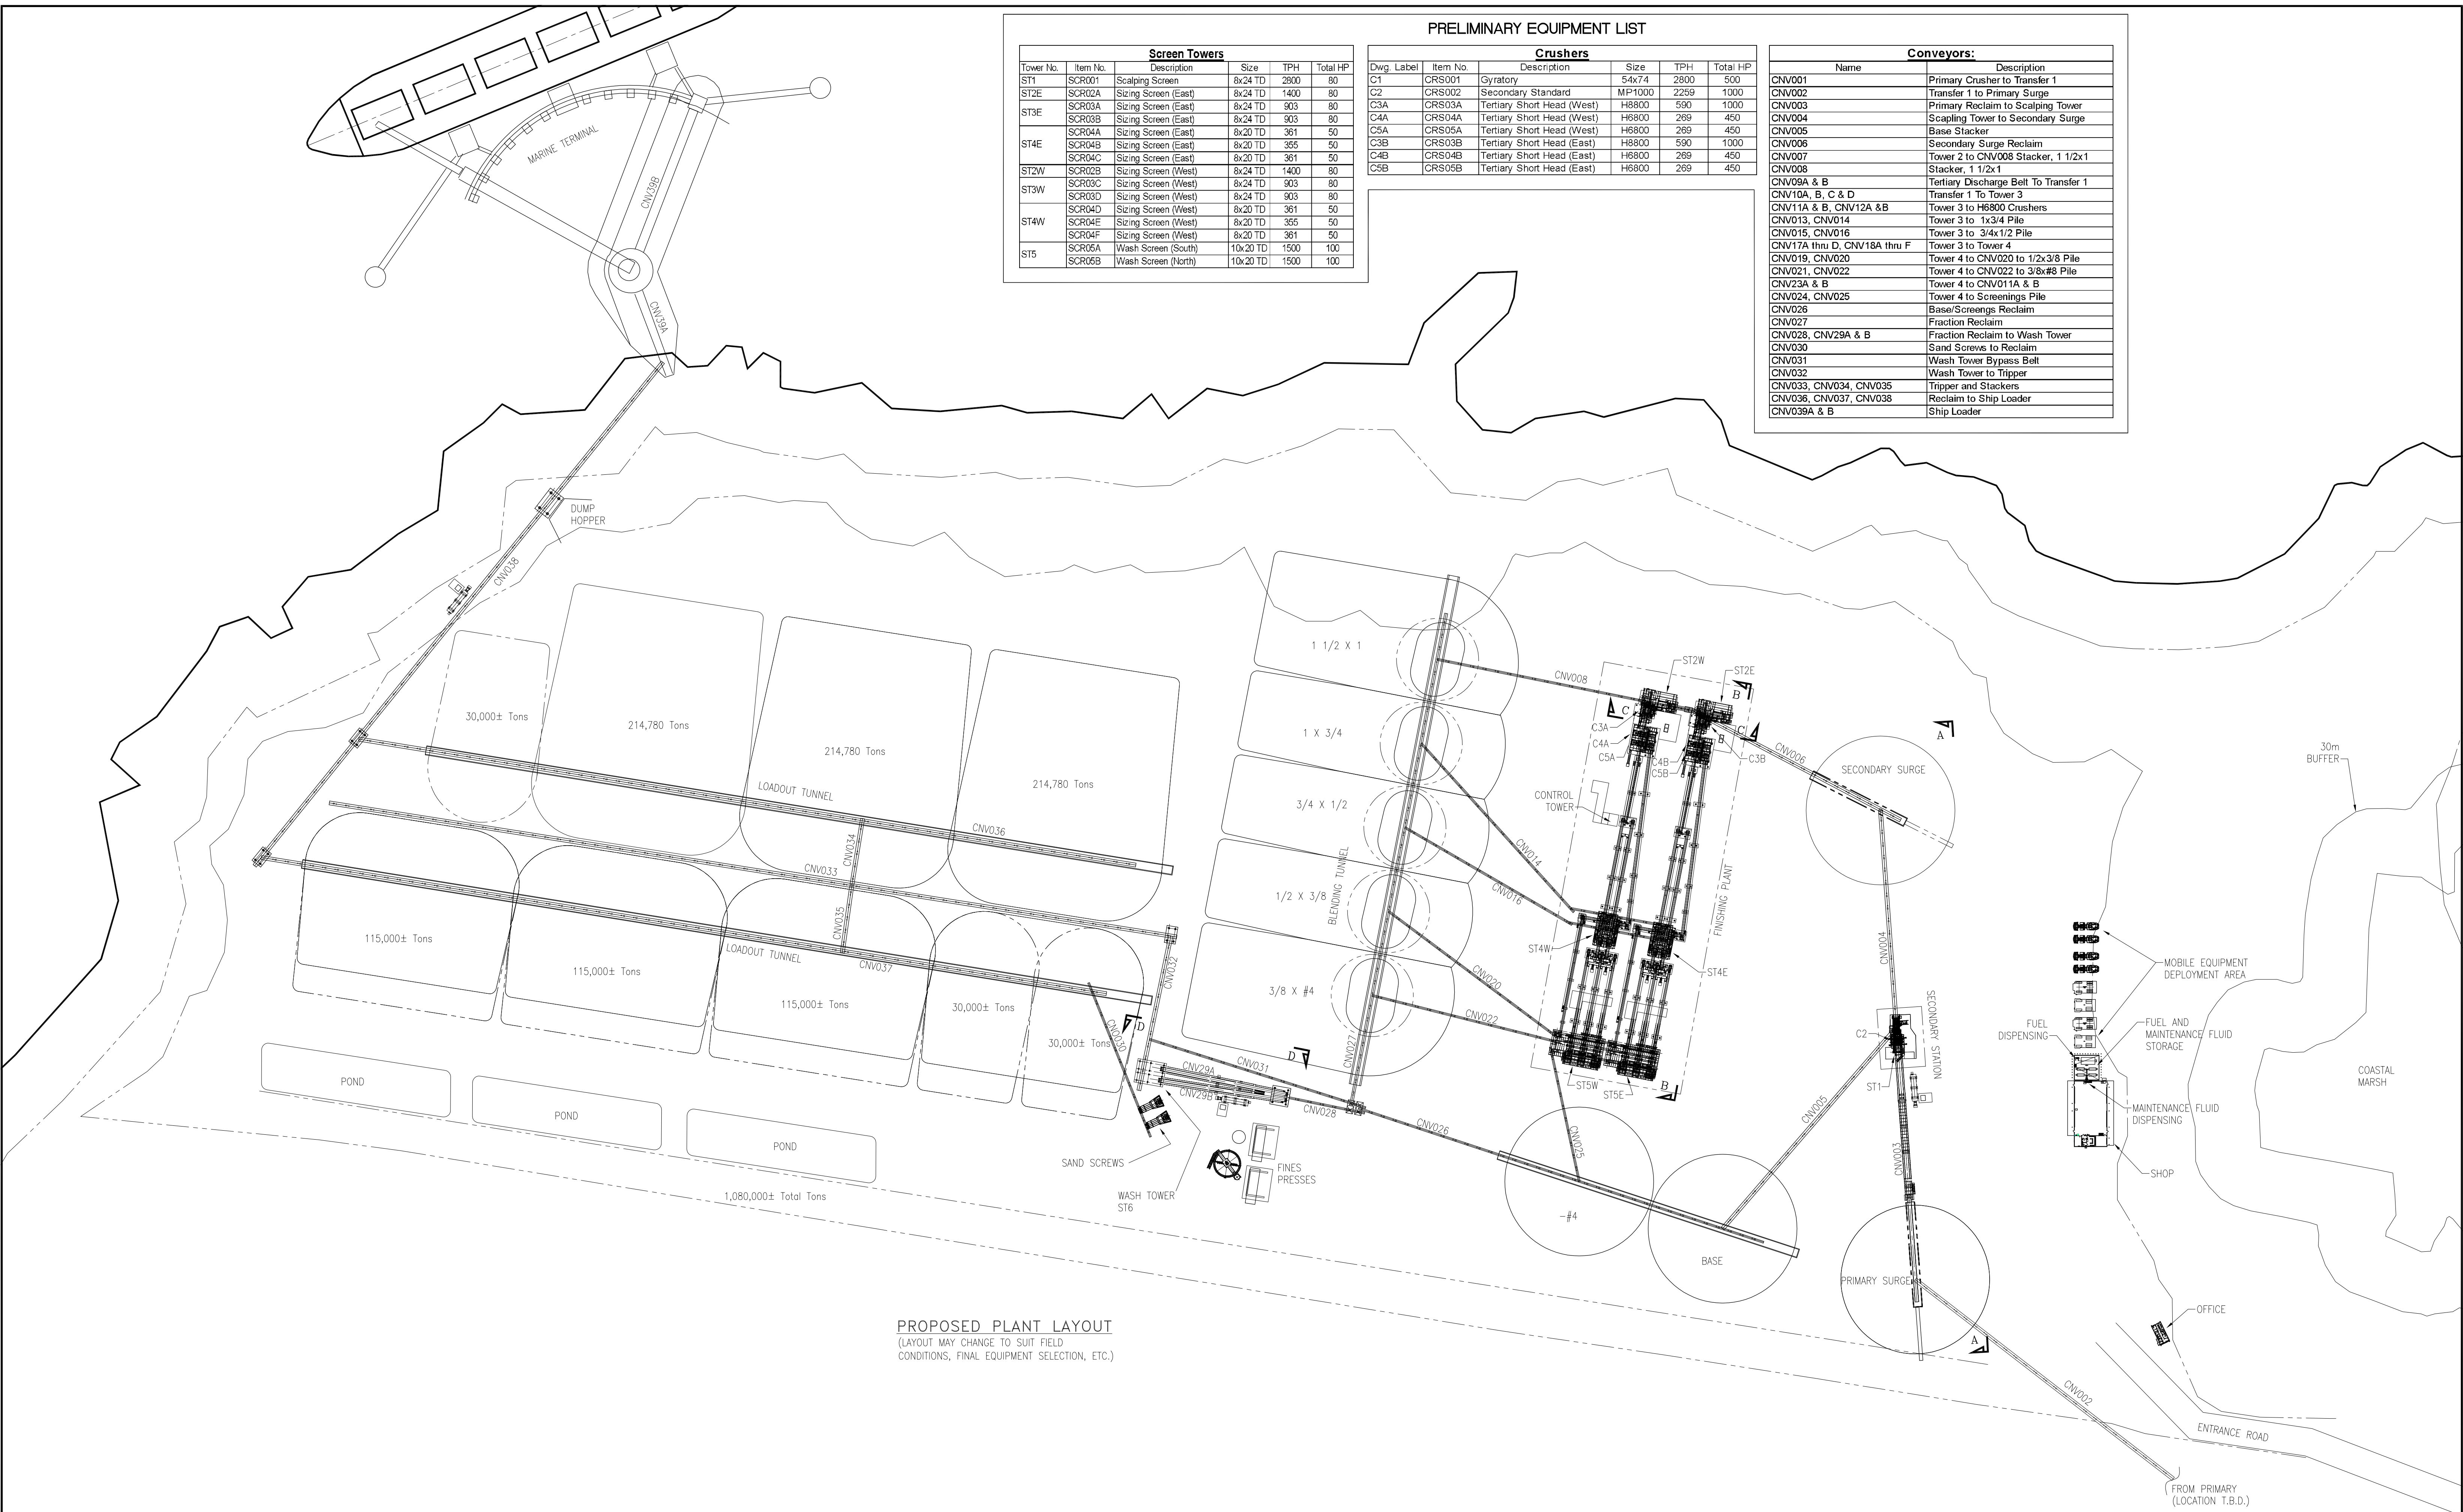 PRELIMINARY EQUIPMENT LIST
Screen Towers
Tower No. Item No. Description Size TPH Total HP
ST1 SCR001 Scalping Screen 8x24 TD 2800 80
ST2E SCR02A Sizing Screen (East) 8x24 TD 1400 80
ST3E SCR03A Sizing Screen (East) 8x24 TD 903 80
SCR03B Sizing Screen (East) 8x24 TD 903 80
ST4E SCR04A Sizing Screen (East) 8x20 TD 361 50
SCR04B Sizing Screen (East) 8x20 TD 355 50
SCR04C Sizing Screen (East) 8x20 TD 361 50
ST2W SCR02B Sizing Screen (West) 8x24 TD 1400 80
ST3W SCR03C Sizing Screen (West) 8x24 TD 903 80
SCR03D Sizing Screen (West) 8x24 TD 903 80
ST4W SCR04D Sizing Screen (West) 8x20 TD 361 50
SCR04E Sizing Screen (West) 8x20 TD 355 50
SCR04F Sizing Screen (West) 8x20 TD 361 50
ST5 SCR05A Wash Screen (South) 10x20 TD 1500 100
SCR05B Wash Screen (North) 10x20 TD 1500 100
Crushers
Dwg. Label Item No. Description Size TPH Total HP
C1 CRS001 Gyratory 54x74 2800 500
C2 CRS002 Secondary Standard MP1000 2259 1000
C3A CRS03A Tertiary Short Head (West) H8800 590 1000
C4A CRS04A Tertiary Short Head (West) H6800 269 450
C5A CRS05A Tertiary Short Head (West) H6800 269 450
C3B CRS03B Tertiary Short Head (East) H8800 590 1000
C4B CRS04B Tertiary Short Head (East) H6800 269 450
C5B CRS05B Tertiary Short Head (East) H6800 269 450
Conveyors:
Name Description
CNV001 Primary Crusher to Transfer 1
CNV002 Transfer 1 to Primary Surge
CNV003 Primary Reclaim to Scalping Tower
CNV004 Scapling Tower to Secondary Surge
CNV005 Base Stacker
CNV006 Secondary Surge Reclaim
CNV007 Tower 2 to CNV008 Stacker, 1 1/2x1
CNV008 Stacker, 1 1/2x1
CNV09A & B Tertiary Discharge Belt To Transfer 1
CNV10A, B, C & D Transfer 1 To Tower 3
CNV11A & B, CNV12A &B Tower 3 to H6800 Crushers
CNV013, CNV014 Tower 3 to 1x3/4 Pile
CNV015, CNV016 Tower 3 to 3/4x1/2 Pile
CNV17A thru D, CNV18A thru F Tower 3 to Tower 4
CNV019, CNV020 Tower 4 to CNV020 to 1/2x3/8 Pile
CNV021, CNV022 Tower 4 to CNV022 to 3/8x#8 Pile
CNV23A & B Tower 4 to CNV011A & B
CNV024, CNV025 Tower 4 to Screenings Pile
CNV026 Base/Screengs Reclaim
CNV027 Fraction Reclaim
CNV028, CNV29A & B Fraction Reclaim to Wash Tower
CNV030 Sand Screws to Reclaim
CNV031 Wash Tower Bypass Belt
CNV032 Wash Tower to Tripper
CNV033, CNV034, CNV035 Tripper and Stackers
CNV036, CNV037, CNV038 Reclaim to Ship Loader
CNV039A & B Ship Loader
MARINE TERMINAL
CNV39B
CNV39A
DUMP
HOPPER
CNV038
30,000± Tons
214,780 Tons
214,780 Tons
214,780 Tons
LOADOUT TUNNEL
CNV036
CNV034
CNV033
CNV035
115,000± Tons
115,000± Tons
115,000± Tons
30,000± Tons
30,000± Tons
LOADOUT TUNNEL
CNV037
CNV032
CNV030
D
D
CNV031
CNV29A
CNV29B
CNV028
CNV027
POND
POND
POND
1,080,000± Total Tons
SAND SCREWS
WASH TOWER
ST6
FINES
PRESSES
1 1/2 X 1
1 X 3/4
3/4 X 1/2
1/2 X 3/8
3/8 X #4
BLENDING TUNNEL
CNV008
CNV014
CNV016
CNV020
CNV022
CNV025
CNV026
ST2W
ST2E
B
C
C
C3A
C4A
C5A
C4B
C5B
C3B
CONTROL
TOWER
FINISHING PLANT
ST4W
ST4E
ST5W
ST5E
B
CNV006
A
SECONDARY SURGE
CNV004
C2
ST1
SECONDARY STATION
CNV005
CNV003
-#4
BASE
PRIMARY SURGE
A
CNV002
30m
BUFFER
MOBILE EQUIPMENT
DEPLOYMENT AREA
FUEL
DISPENSING
FUEL AND
MAINTENANCE FLUID
STORAGE
MAINTENANCE FLUID
DISPENSING
SHOP
COASTAL
MARSH
OFFICE
ENTRANCE ROAD
FROM PRIMARY
(LOCATION T.B.D.)
PROPOSED PLANT LAYOUT
(LAYOUT MAY CHANGE TO SUIT FIELD
CONDITIONS, FINAL EQUIPMENT SELECTION, ETC.)